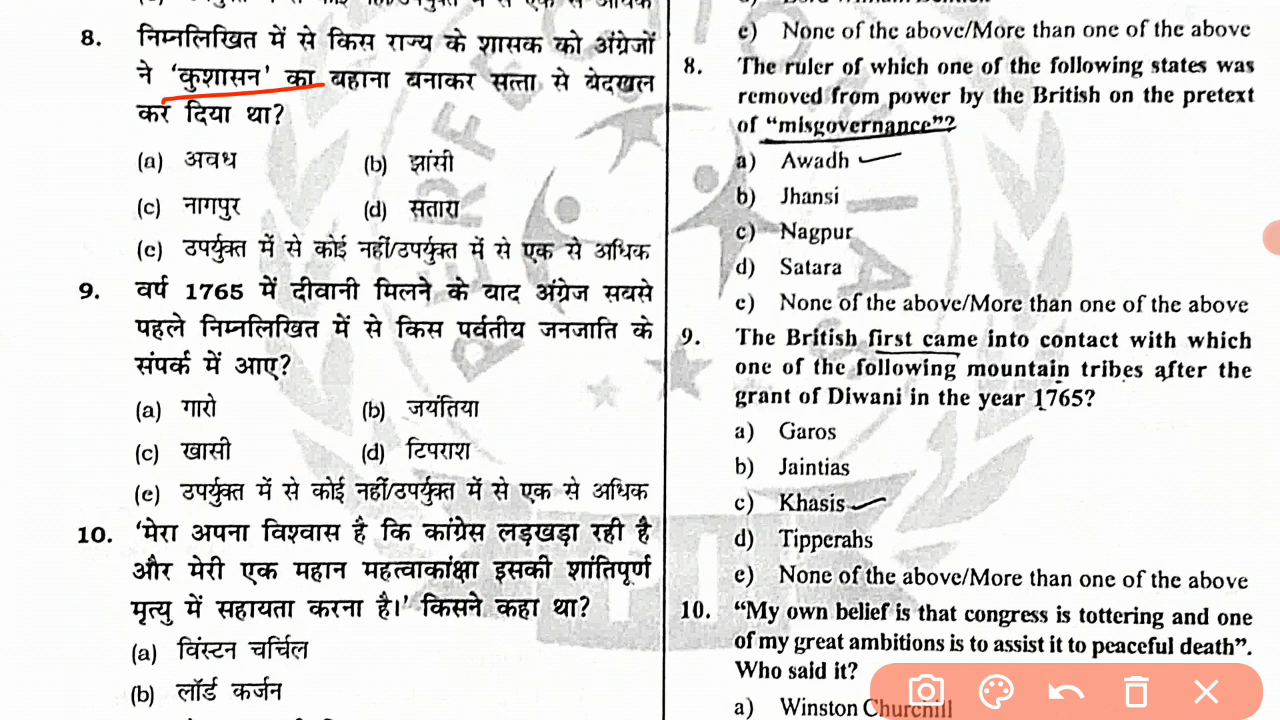 8. निम्नलिखित में से किस राज्य के शासक को अंग्रेजों
ने ‘कुशासन’ का बहाना बनाकर सत्ता से बेदखल
कर दिया था?
(a) अवध (b) झांसी
(c) नागपुर (d) सतारा
(c) उपर्युक्त में से कोई नहीं/उपर्युक्त में से एक से अधिक
9. वर्ष 1765 में दीवानी मिलने के बाद अंग्रेज सबसे
पहले निम्नलिखित में से किस पर्वतीय जनजाति के
संपर्क में आए?
(a) गारो (b) जयंतिया
(c) खासी (d) टिपराश
(e) उपर्युक्त में से कोई नहीं/उपर्युक्त में से एक से अधिक
10. ‘मेरा अपना विश्वास है कि कांग्रेस लड़खड़ा रही है
और मेरी एक महान महत्वाकांक्षा इसकी शांतिपूर्ण
मृत्यु में सहायता करना है।’ किसने कहा था?
(a) विंस्टन चर्चिल
(b) लॉर्ड कर्जन
e) None of the above/More than one of the above
8. The ruler of which one of the following states was
removed from power by the British on the pretext
of “misgovernance”?
a) Awadh
b) Jhansi
c) Nagpur
d) Satara
e) None of the above/More than one of the above
9. The British first came into contact with which
one of the following mountain tribes after the
grant of Diwani in the year 1765?
a) Garos
b) Jaintias
c) Khasis
d) Tipperahs
e) None of the above/More than one of the above
10. “My own belief is that congress is tottering and one
of my great ambitions is to assist it to peaceful death”.
Who said it?
a) Winston Churchill